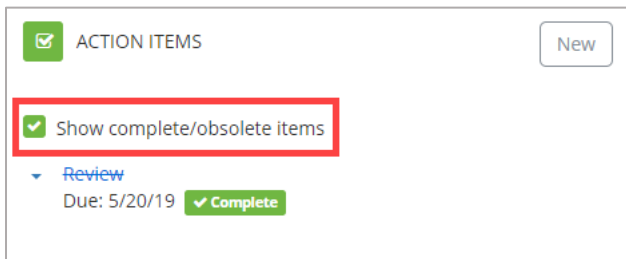 ACTION ITEMS
New
Show complete/obsolete items
Review
Due: 5/20/19 Complete